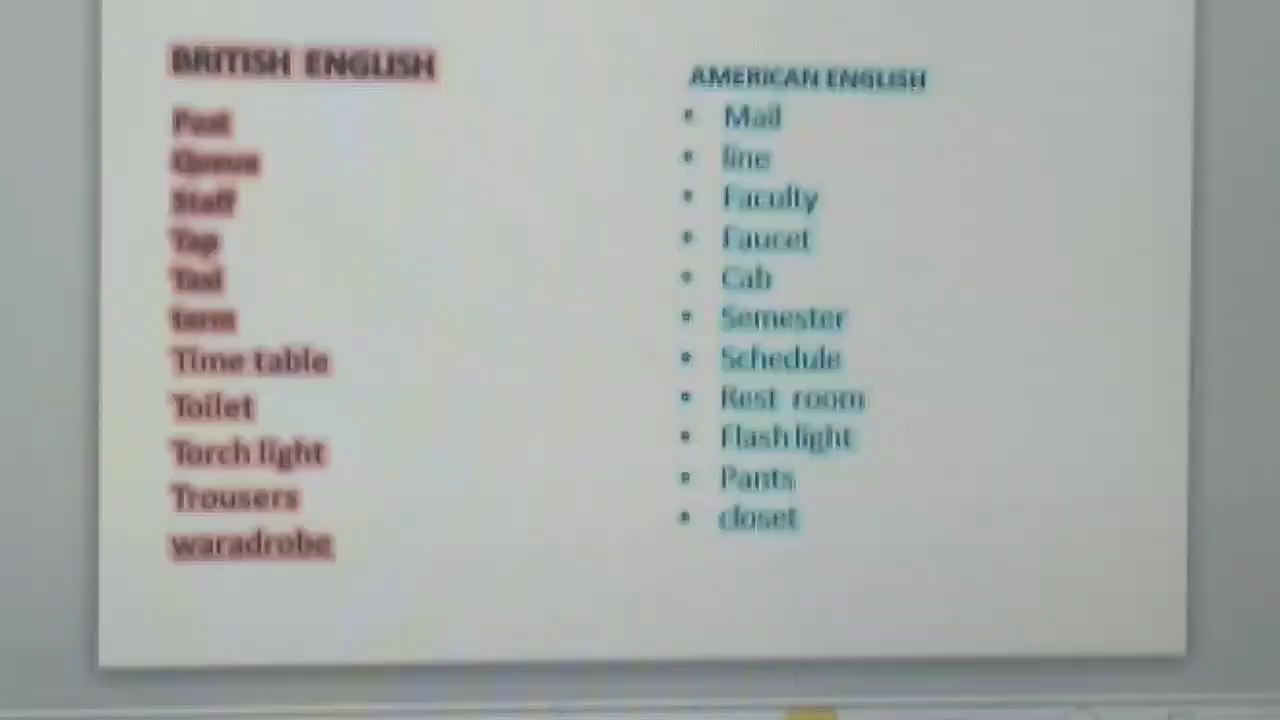 BRITISH ENGLISH
Post
Queue
Staff
Tap
Taxi
term
Time table
Toilet
Torch light
Trousers
waradrobe
AMERICAN ENGLISH
• Mail
• line
• Faculty
• Faucet
• Cab
• Semester
• Schedule
• Rest room
• Flash light
• Pants
• closet